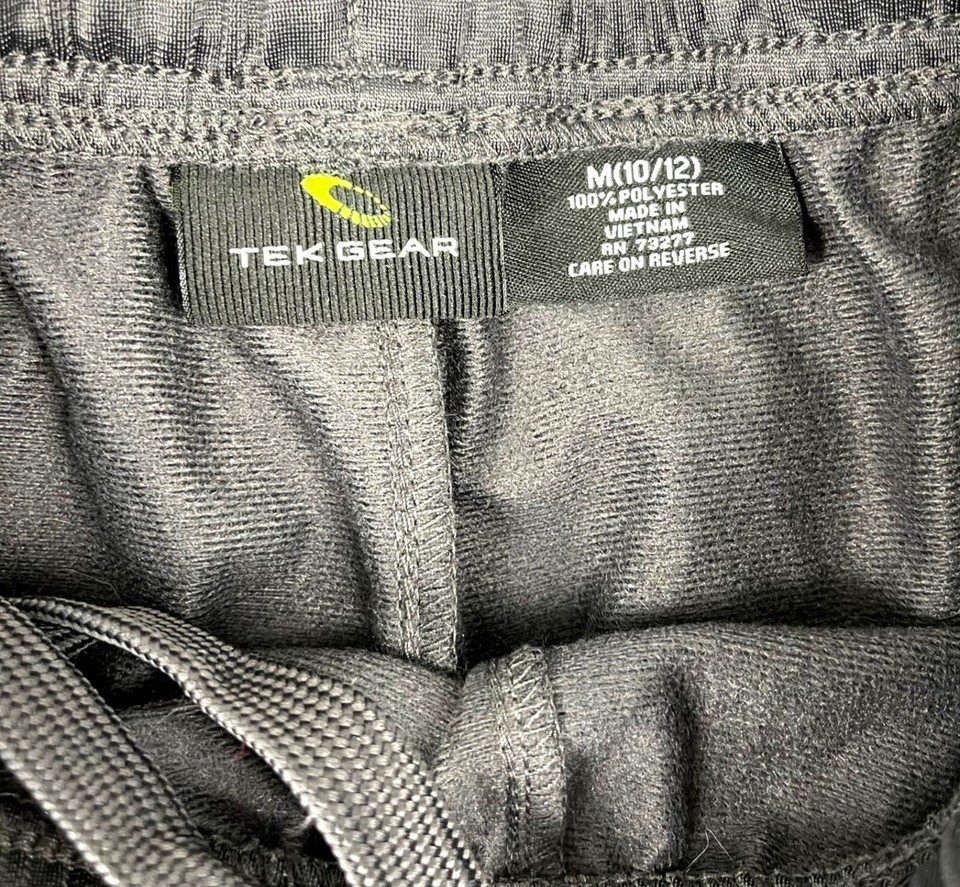 TEK GEAR
M(10/12)
100% POLYESTER
MADE IN
VIETNAM
RN 73277
CARE ON REVERSE